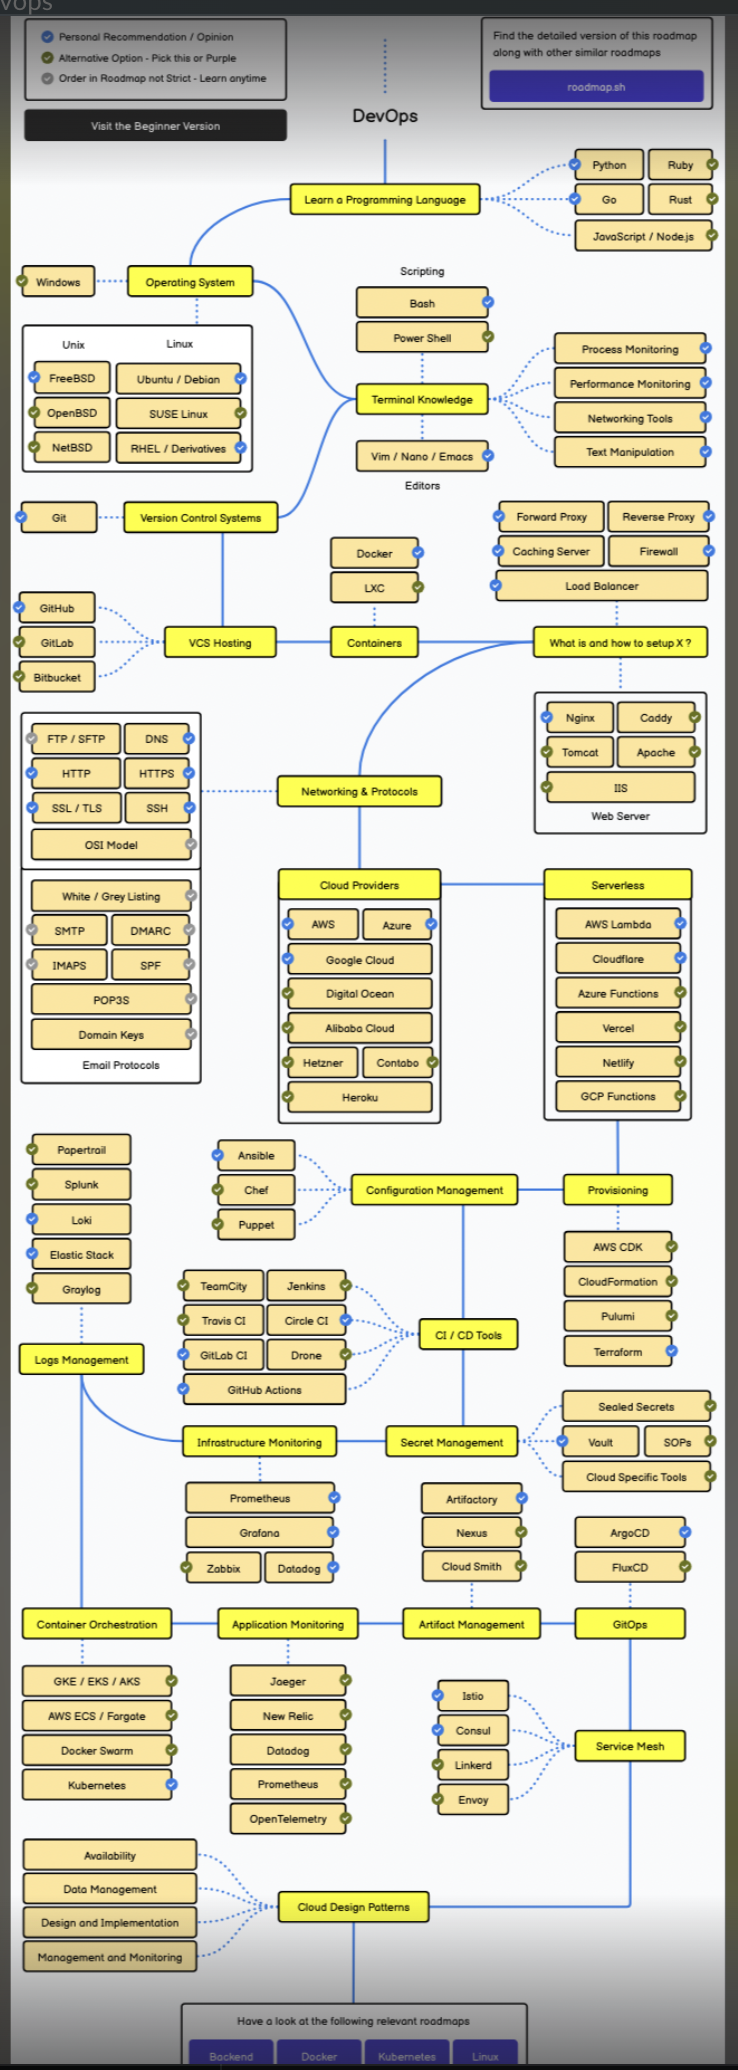 vops
Personal Recommendation / Opinion
Alternative Option - Pick this or Purple
Order in Roadmap not Strict - Learn anytime
Find the detailed version of this roadmap
along with other similar roadmaps
roadmap.sh
Visit the Beginner Version
DevOps
Learn a Programming Language
Python
Ruby
Go
Rust
JavaScript / Node.js
Operating System
Windows
Unix
Linux
FreeBSD
Ubuntu / Debian
OpenBSD
SUSE Linux
NetBSD
RHEL / Derivatives
Scripting
Bash
Power Shell
Terminal Knowledge
Process Monitoring
Performance Monitoring
Networking Tools
Text Manipulation
Vim / Nano / Emacs
Editors
Git
Version Control Systems
Forward Proxy
Reverse Proxy
Caching Server
Firewall
Load Balancer
Docker
LXC
GitHub
GitLab
Bitbucket
VCS Hosting
Containers
What is and how to setup X ?
Nginx
Caddy
Tomcat
Apache
IIS
Web Server
FTP / SFTP
DNS
HTTP
HTTPS
SSL / TLS
SSH
OSI Model
Networking & Protocols
White / Grey Listing
SMTP
DMARC
IMAPS
SPF
POP3S
Domain Keys
Email Protocols
Cloud Providers
AWS
Azure
Google Cloud
Digital Ocean
Alibaba Cloud
Hetzner
Contabo
Heroku
Serverless
AWS Lambda
Cloudflare
Azure Functions
Vercel
Netlify
GCP Functions
Papertrail
Splunk
Loki
Elastic Stack
Graylog
Logs Management
Ansible
Chef
Puppet
Configuration Management
Provisioning
AWS CDK
CloudFormation
Pulumi
Terraform
TeamCity
Jenkins
Travis CI
Circle CI
GitLab CI
Drone
GitHub Actions
CI / CD Tools
Infrastructure Monitoring
Secret Management
Sealed Secrets
Vault
SOPs
Cloud Specific Tools
Prometheus
Grafana
Zabbix
Datadog
Artifactory
Nexus
Cloud Smith
ArgoCD
FluxCD
Container Orchestration
Application Monitoring
Artifact Management
GitOps
GKE / EKS / AKS
AWS ECS / Fargate
Docker Swarm
Kubernetes
Jaeger
New Relic
Datadog
Prometheus
OpenTelemetry
Istio
Consul
Linkerd
Envoy
Service Mesh
Availability
Data Management
Design and Implementation
Management and Monitoring
Cloud Design Patterns
Have a look at the following relevant roadmaps
Backend
Docker
Kubernetes
Linux